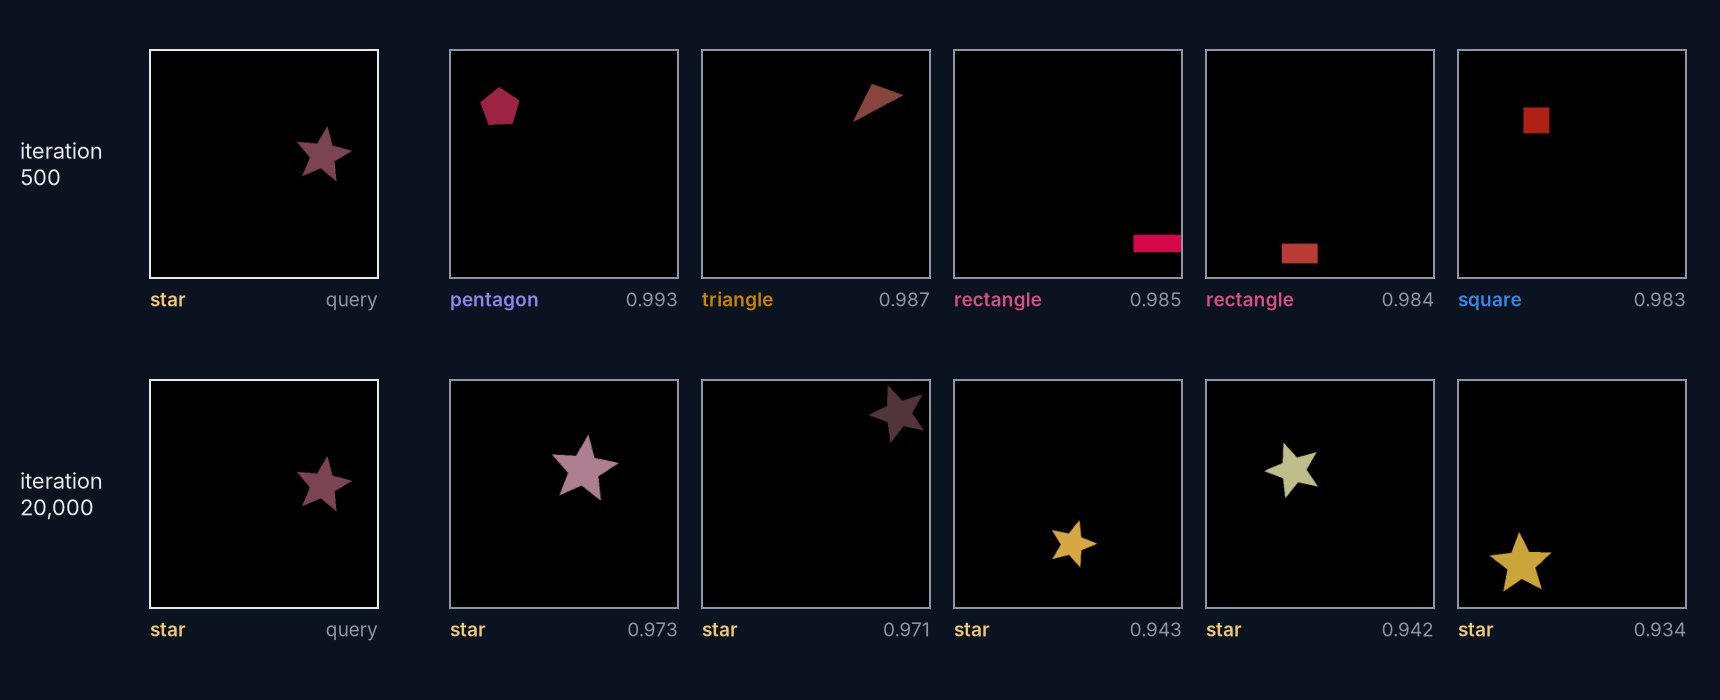 iteration
500
star query
pentagon 0.993
triangle 0.987
rectangle 0.985
rectangle 0.984
square 0.983
iteration
20,000
star query
star 0.973
star 0.971
star 0.943
star 0.942
star 0.934